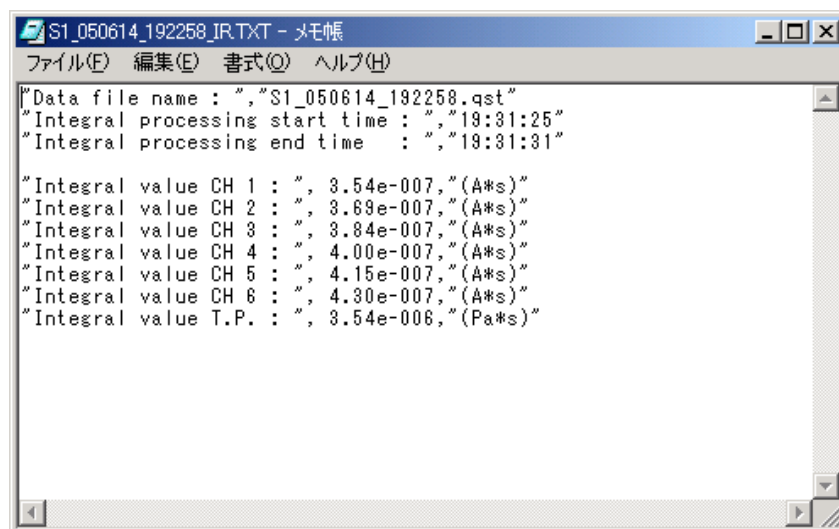 S1_050614_192258_IR.TXT - メモ帳
ファイル(F) 編集(E) 書式(O) ヘルプ(H)
"Data file name : ","S1_050614_192258.qst"
"Integral processing start time : ","19:31:25"
"Integral processing end time   : ","19:31:31"
"Integral value CH 1 : ", 3.54e-007,"(A*s)"
"Integral value CH 2 : ", 3.69e-007,"(A*s)"
"Integral value CH 3 : ", 3.84e-007,"(A*s)"
"Integral value CH 4 : ", 4.00e-007,"(A*s)"
"Integral value CH 5 : ", 4.15e-007,"(A*s)"
"Integral value CH 6 : ", 4.30e-007,"(A*s)"
"Integral value T.P. : ", 3.54e-006,"(Pa*s)"